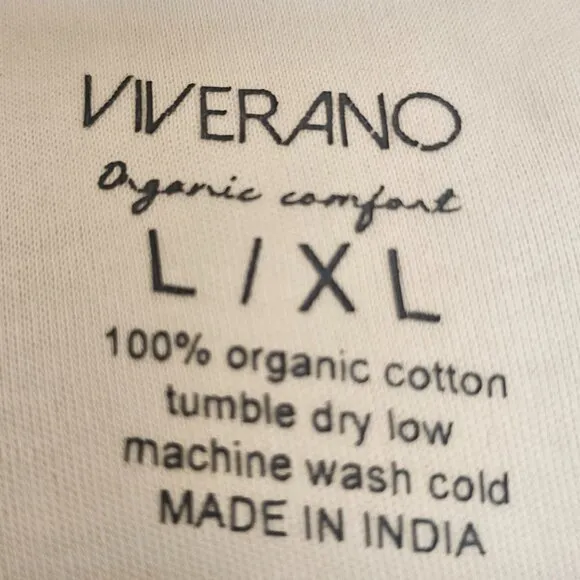 VIVERANO
Organic comfort
L / XL
100% organic cotton
tumble dry low
machine wash cold
MADE IN INDIA